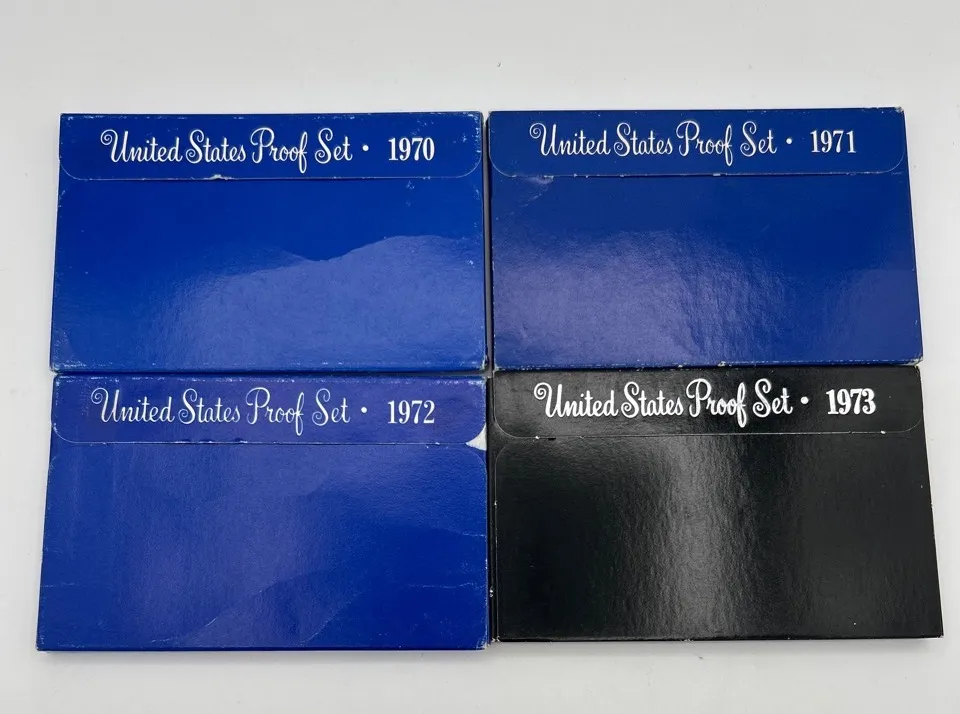 United States Proof Set • 1970
United States Proof Set • 1971
United States Proof Set • 1972
United States Proof Set • 1973